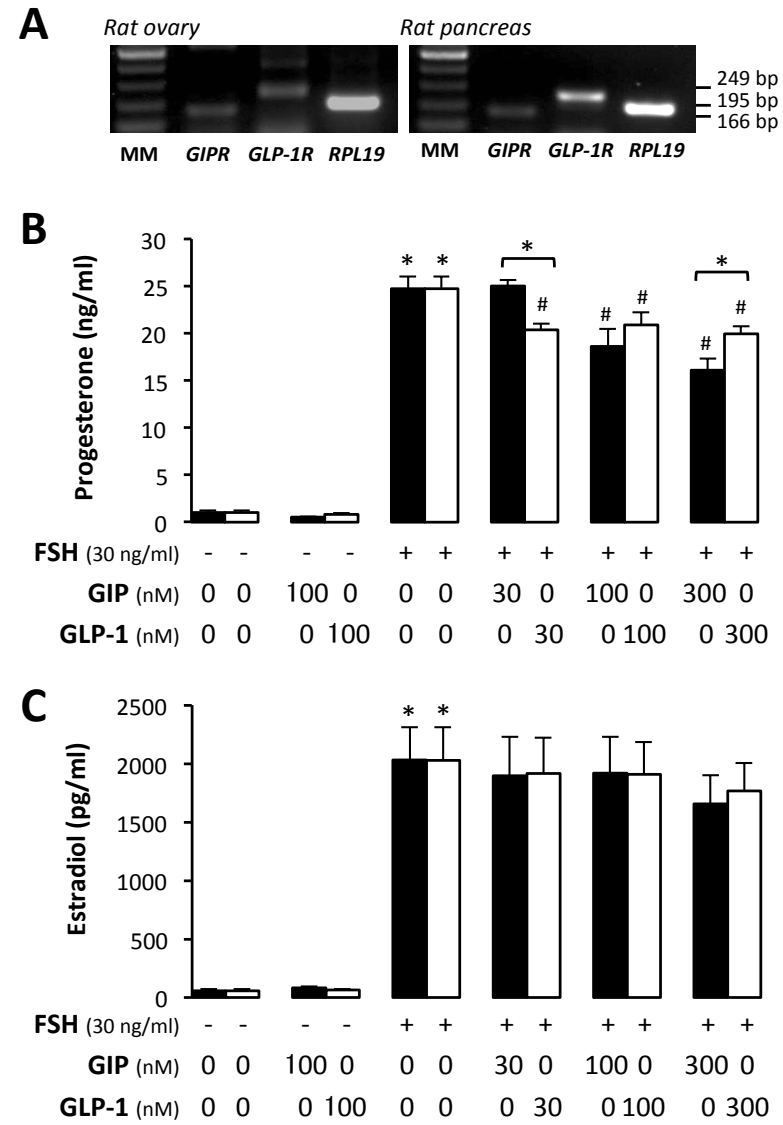 A
Rat ovary Rat pancreas
249 bp
195 bp
166 bp
MM GIPR GLP-1R RPL19 MM GIPR GLP-1R RPL19
B
Progesterone (ng/ml)
30
25
20
15
10
5
0
* * * *
# # # # #
FSH (30 ng/ml) - - - - + + + + + + + +
GIP (nM) 0 0 100 0 0 0 30 0 100 0 300 0
GLP-1 (nM) 0 0 0 100 0 0 0 30 0 100 0 300
C
Estradiol (pg/ml)
2500
2000
1500
1000
500
0
* *
FSH (30 ng/ml) - - - - + + + + + + + +
GIP (nM) 0 0 100 0 0 0 30 0 100 0 300 0
GLP-1 (nM) 0 0 0 100 0 0 0 30 0 100 0 300